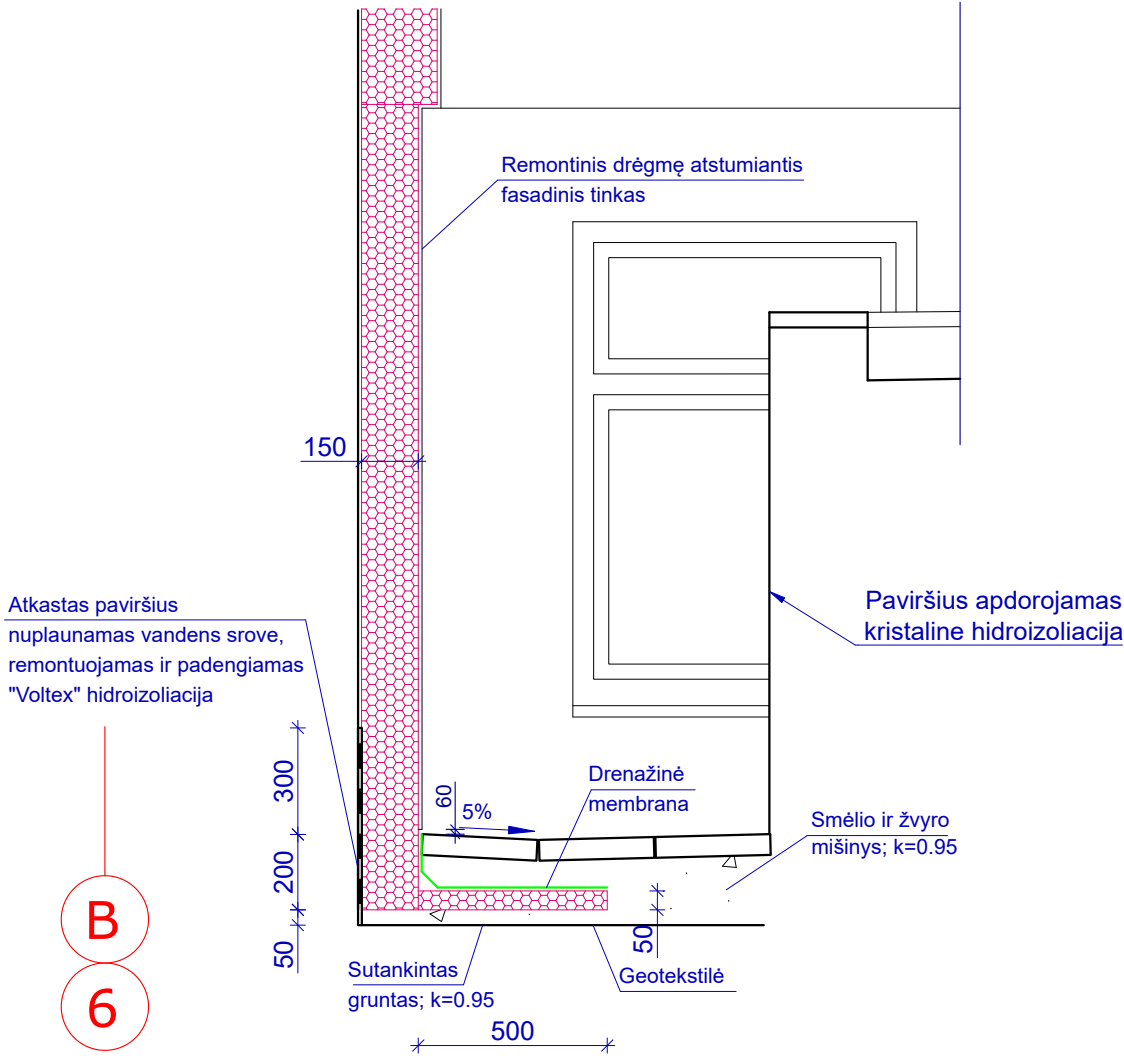 Remontinis drėgmę atstumiantis
fasadinis tinkas
150
Atkastas paviršius
nuplaunamas vandens srove,
remontuojamas ir padengiamas
"Voltex" hidroizoliacija
Paviršius apdorojamas
kristaline hidroizoliacija
300
60
5%
Drenažinė
membrana
Smėlio ir žvyro
mišinys; k=0.95
200
50
50
B
6
Sutankintas
gruntas; k=0.95
Geotekstilė
500